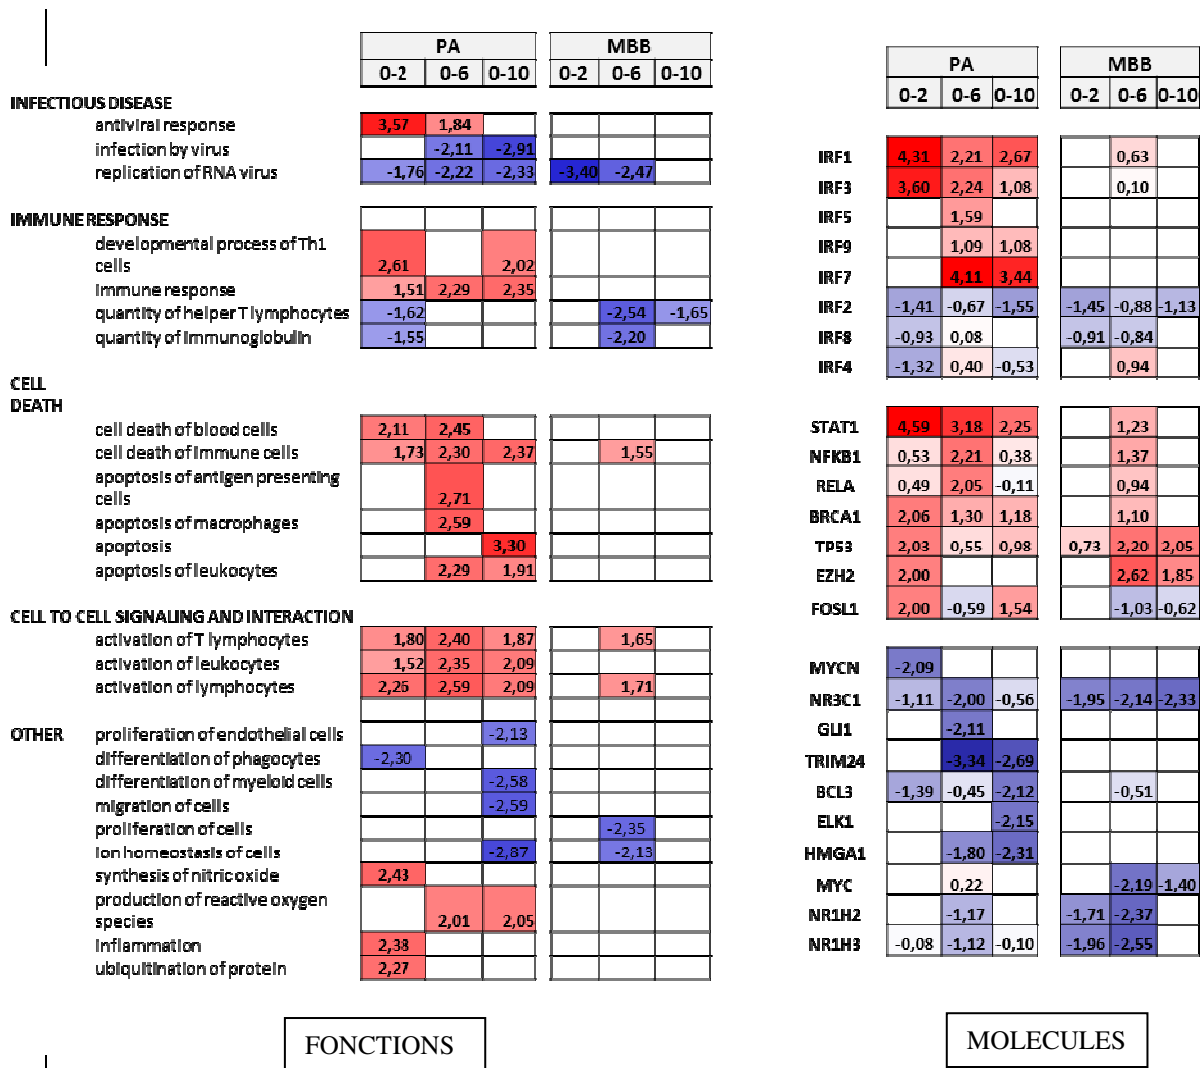 PA MBB
0-2 0-6 0-10 0-2 0-6 0-10
INFECTIOUS DISEASE
antiviral response 3,57 1,84
infection by virus -2,11 -2,91
replication of RNA virus -1,76 -2,22 -2,33 -3,40 -2,47
IMMUNE RESPONSE
developmental process of Th1
cells 2,61 2,02
immune response 1,51 2,29 2,35
quantity of helper T lymphocytes -1,62 -2,54 -1,65
quantity of immunoglobulin -1,55 -2,20
CELL
DEATH
cell death of blood cells 2,11 2,45
cell death of immune cells 1,73 2,30 2,37 1,55
apoptosis of antigen presenting
cells 2,71
apoptosis of macrophages 2,59
apoptosis 3,30
apoptosis of leukocytes 2,29 1,91
CELL TO CELL SIGNALING AND INTERACTION
activation of T lymphocytes 1,80 2,40 1,87 1,65
activation of leukocytes 1,52 2,35 2,09
activation of lymphocytes 2,26 2,59 2,09 1,71
OTHER proliferation of endothelial cells -2,13
differentiation of phagocytes -2,30
differentiation of myeloid cells -2,58
migration of cells -2,59
proliferation of cells -2,35
ion homeostasis of cells -2,87 -2,13
synthesis of nitric oxide 2,43
production of reactive oxygen
species 2,01 2,05
inflammation 2,38
ubiquitination of protein 2,27
FONCTIONS
PA MBB
0-2 0-6 0-10 0-2 0-6 0-10
IRF1 4,31 2,21 2,67 0,63
IRF3 3,60 2,24 1,08 0,10
IRF5 1,59
IRF9 1,09 1,08
IRF7 4,11 3,44
IRF2 -1,41 -0,67 -1,55 -1,45 -0,88 -1,13
IRF8 -0,93 0,08 -0,91 -0,84
IRF4 -1,32 0,40 -0,53 0,94
STAT1 4,59 3,18 2,25 1,23
NFKB1 0,53 2,21 0,38 1,37
RELA 0,49 2,05 -0,11 0,94
BRCA1 2,06 1,30 1,18 1,10
TP53 2,03 0,55 0,98 0,73 2,20 2,05
EZH2 2,00 2,62 1,85
FOSL1 2,00 -0,59 1,54 -1,03 -0,62
MYCN -2,09
NR3C1 -1,11 -2,00 -0,56 -1,95 -2,14 -2,33
GLI1 -2,11
TRIM24 -3,34 -2,69
BCL3 -1,39 -0,45 -2,12 -0,51
ELK1 -2,15
HMGA1 -1,80 -2,31
MYC 0,22 -2,19 -1,40
NR1H2 -1,17 -1,71 -2,37
NR1H3 -0,08 -1,12 -0,10 -1,96 -2,55
MOLECULES